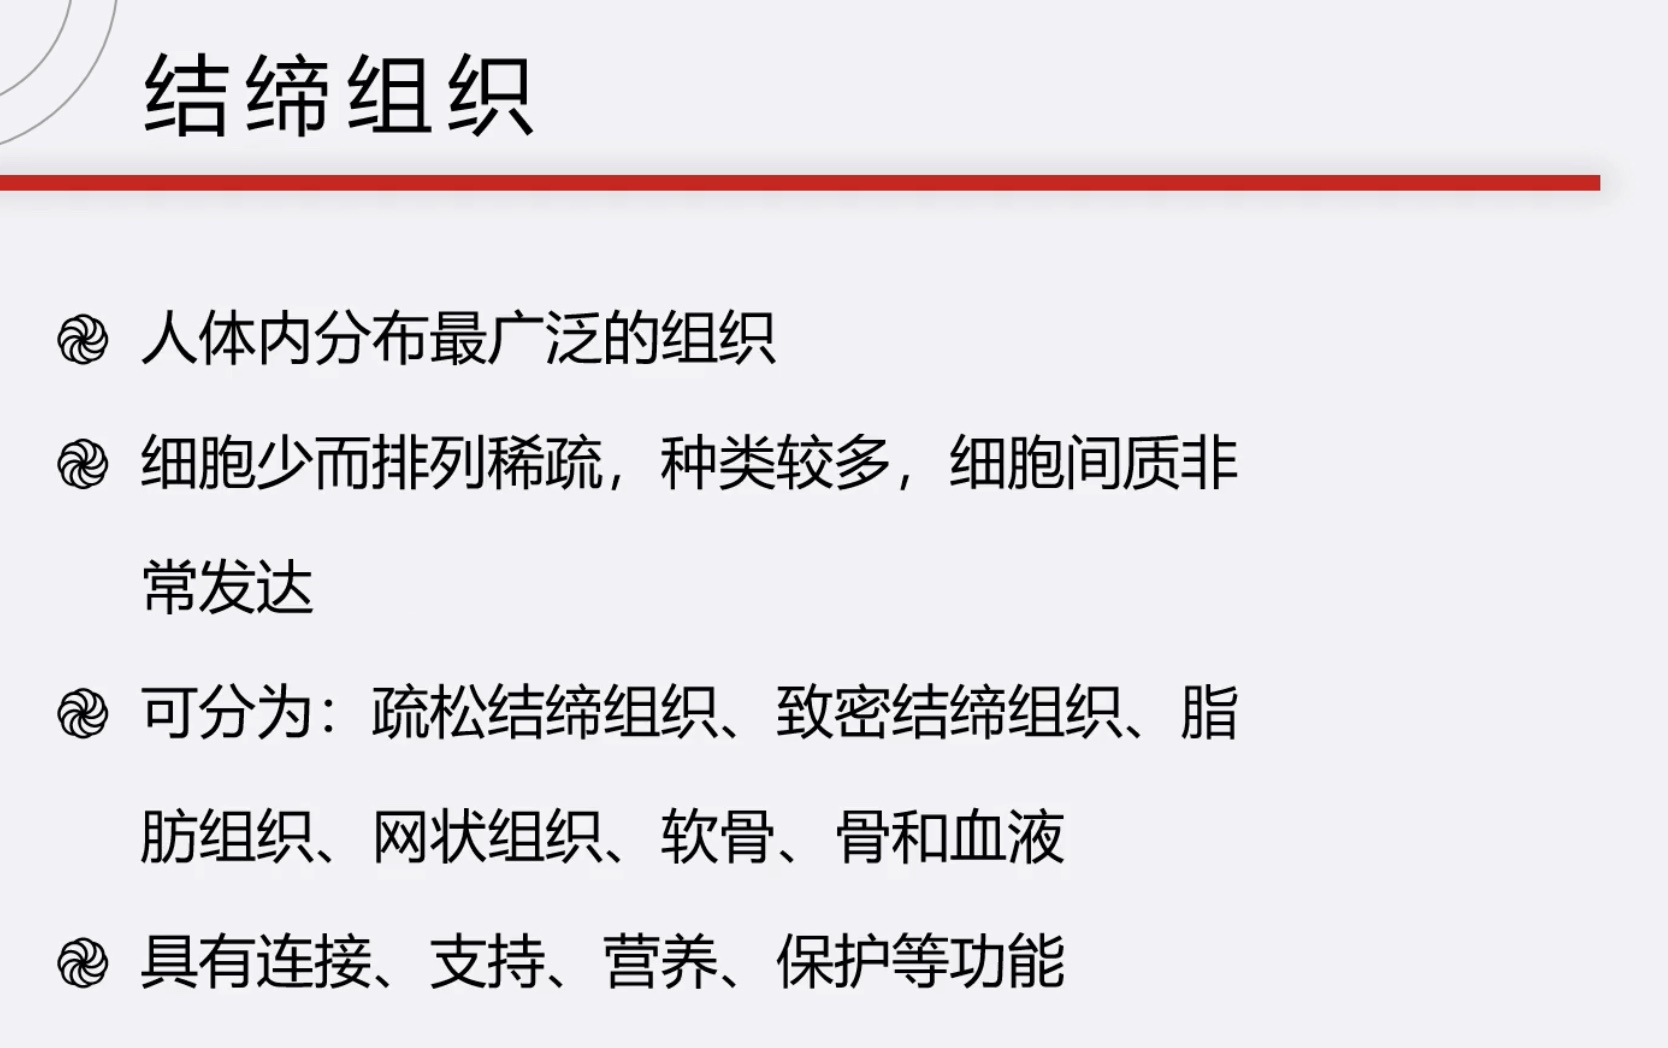 结缔组织
人体内分布最广泛的组织
细胞少而排列稀疏，种类较多，细胞间质非
常发达
可分为：疏松结缔组织、致密结缔组织、脂
肪组织、网状组织、软骨、骨和血液
具有连接、支持、营养、保护等功能